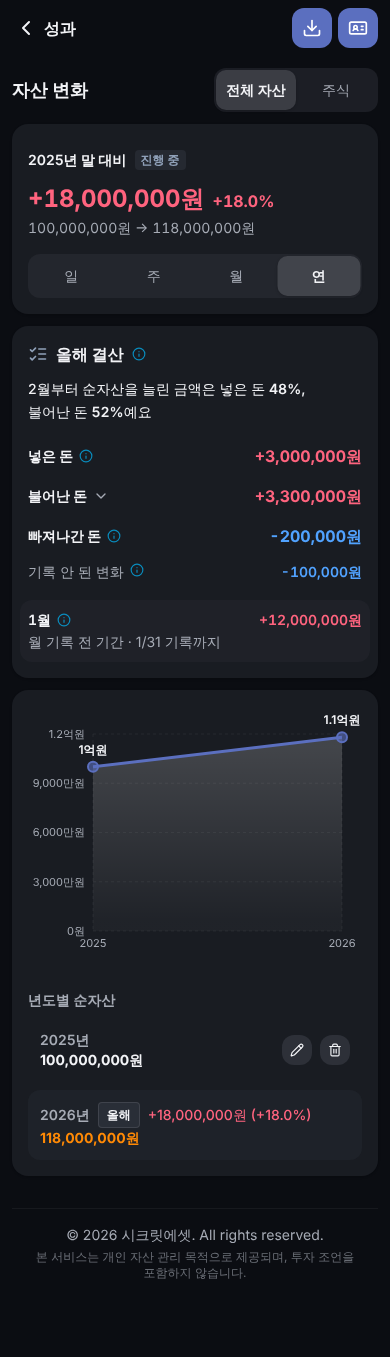 성과
자산 변화
전체 자산
주식
2025년 말 대비 진행 중
+18,000,000원 +18.0%
100,000,000원 → 118,000,000원
일
주
월
연
올해 결산
2월부터 순자산을 늘린 금액은 넣은 돈 48%,
불어난 돈 52%예요
넣은 돈 +3,000,000원
불어난 돈 +3,300,000원
빠져나간 돈 -200,000원
기록 안 된 변화 -100,000원
1월 +12,000,000원
월 기록 전 기간 · 1/31 기록까지
1.1억원
1.2억원
1억원
9,000만원
6,000만원
3,000만원
0원
2025
2026
년도별 순자산
2025년
100,000,000원
2026년 올해 +18,000,000원 (+18.0%)
118,000,000원
© 2026 시크릿에셋. All rights reserved.
본 서비스는 개인 자산 관리 목적으로 제공되며, 투자 조언을
포함하지 않습니다.